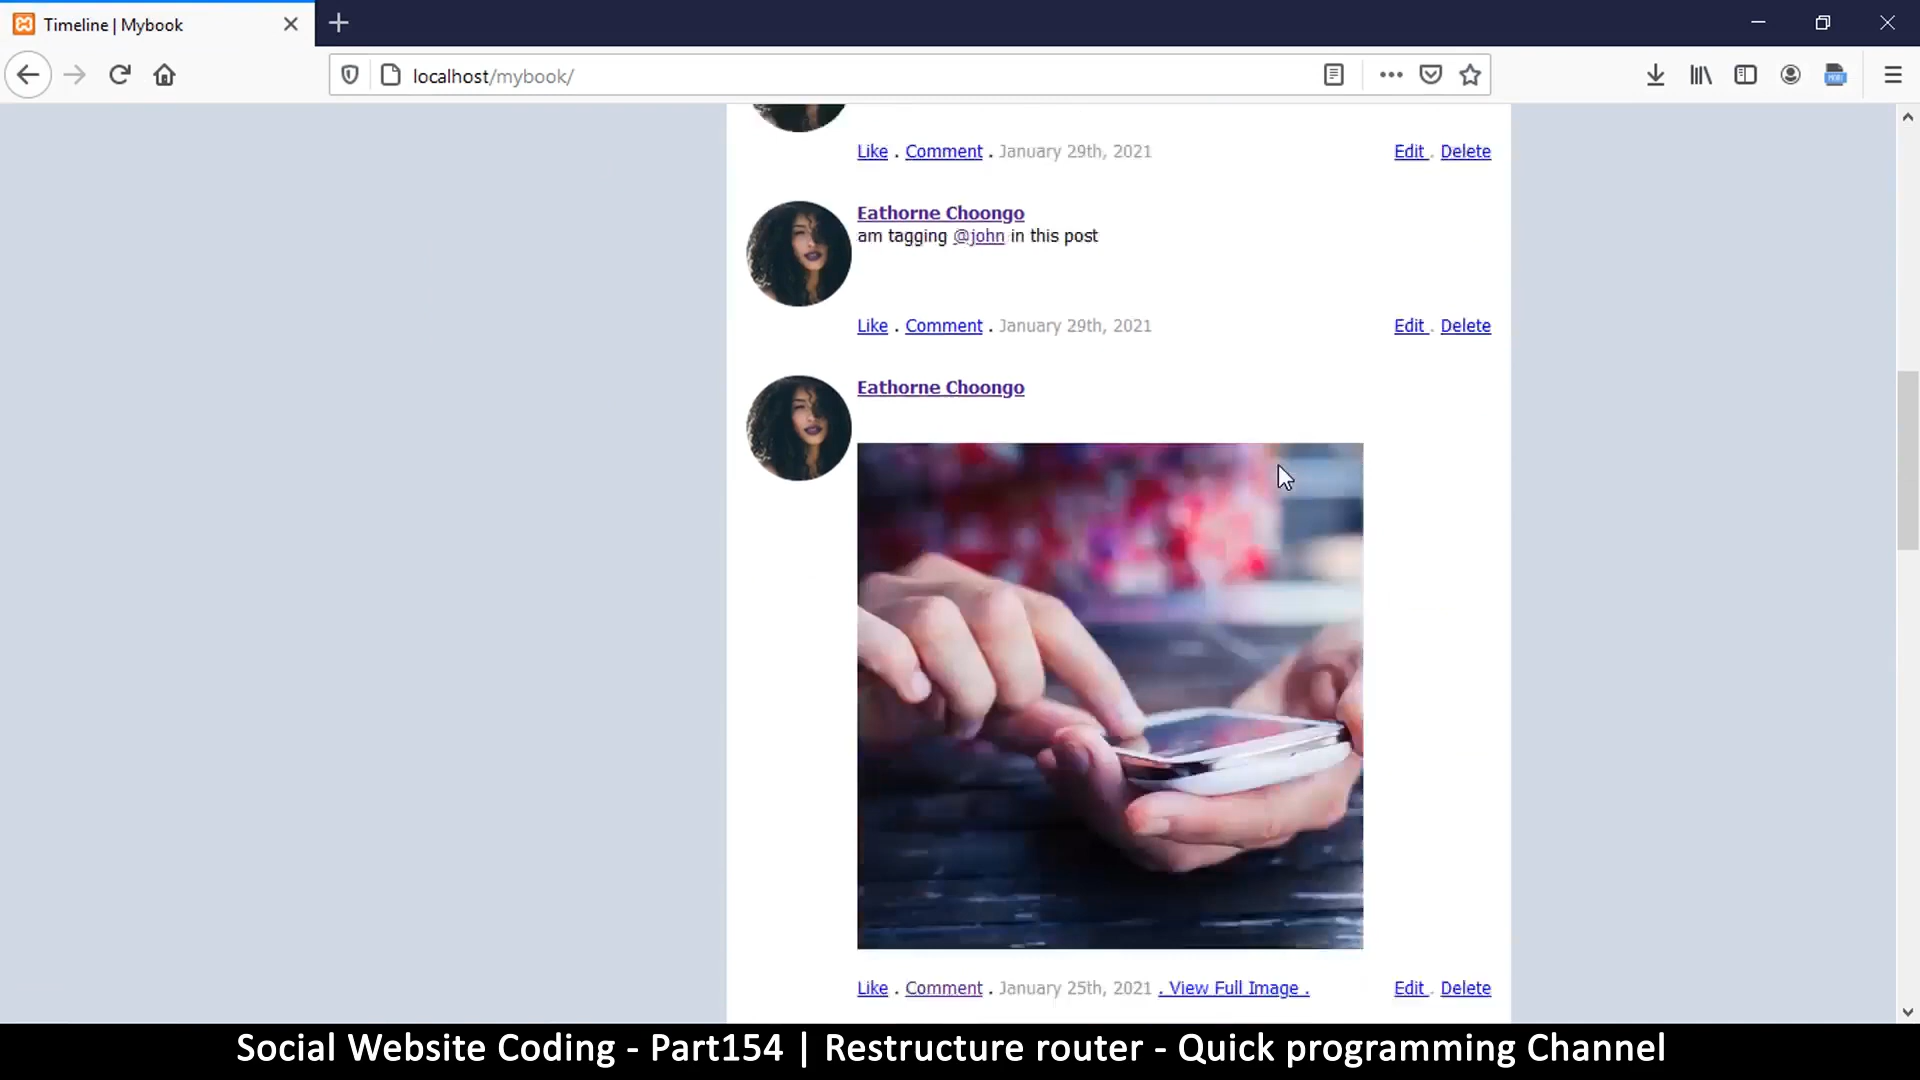 Timeline | Mybook
localhost/mybook/
Like . Comment . January 29th, 2021 Edit . Delete
Eathorne Choongo
am tagging @john in this post
Like . Comment . January 29th, 2021 Edit . Delete
Eathorne Choongo
Like . Comment . January 25th, 2021 . View Full Image . Edit . Delete
Social Website Coding - Part154 | Restructure router - Quick programming Channel